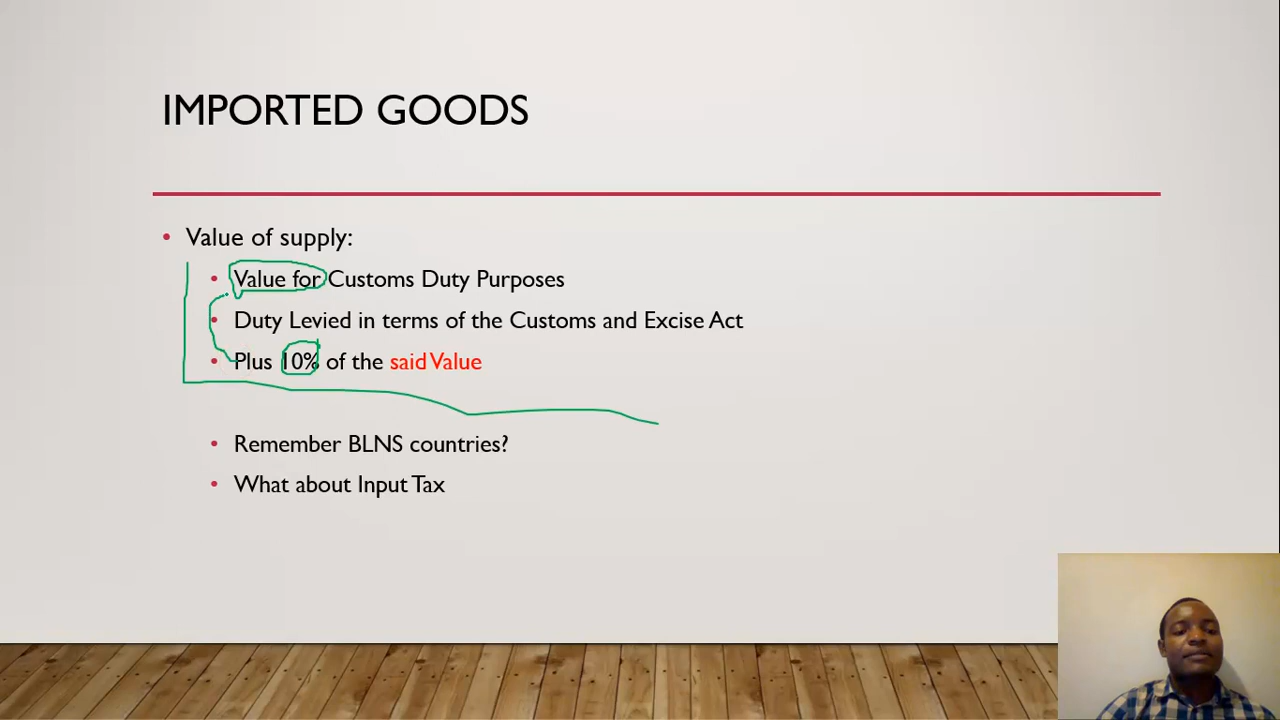 IMPORTED GOODS
• Value of supply:
• Value for Customs Duty Purposes
• Duty Levied in terms of the Customs and Excise Act
• Plus 10% of the said Value
• Remember BLNS countries?
• What about Input Tax